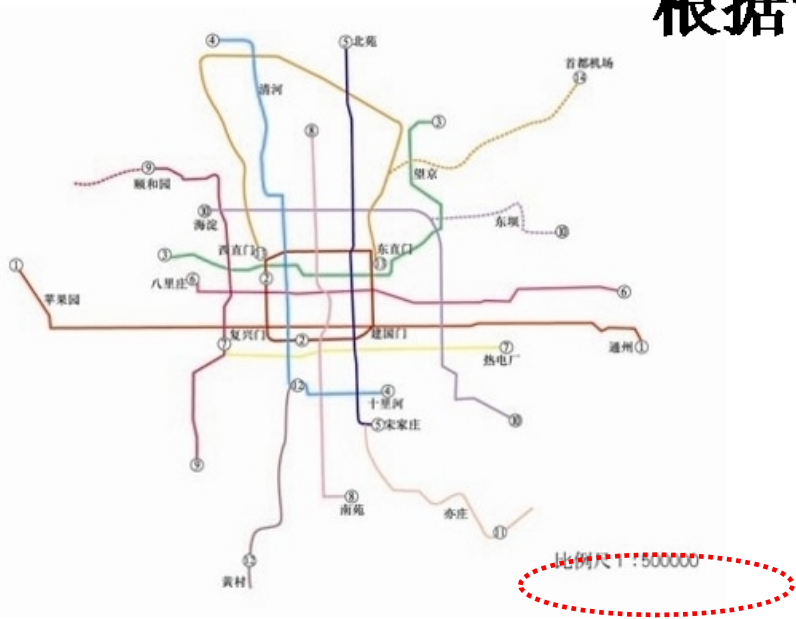 根据
④
⑤北苑
首都机场
⑭
清河
⑧
③
望京
⑨
颐和园
⑩
海淀
东坝
⑩
西直门⑬
东直门
⑬
③
①
八里庄⑥
②
⑥
苹果园
复兴门
建国门
⑦
②
⑦
热电厂
通州①
⑫
④
十里河
⑤宋家庄
⑩
⑨
⑧
南苑
亦庄
⑪
⑫
黄村
比例尺1:500000